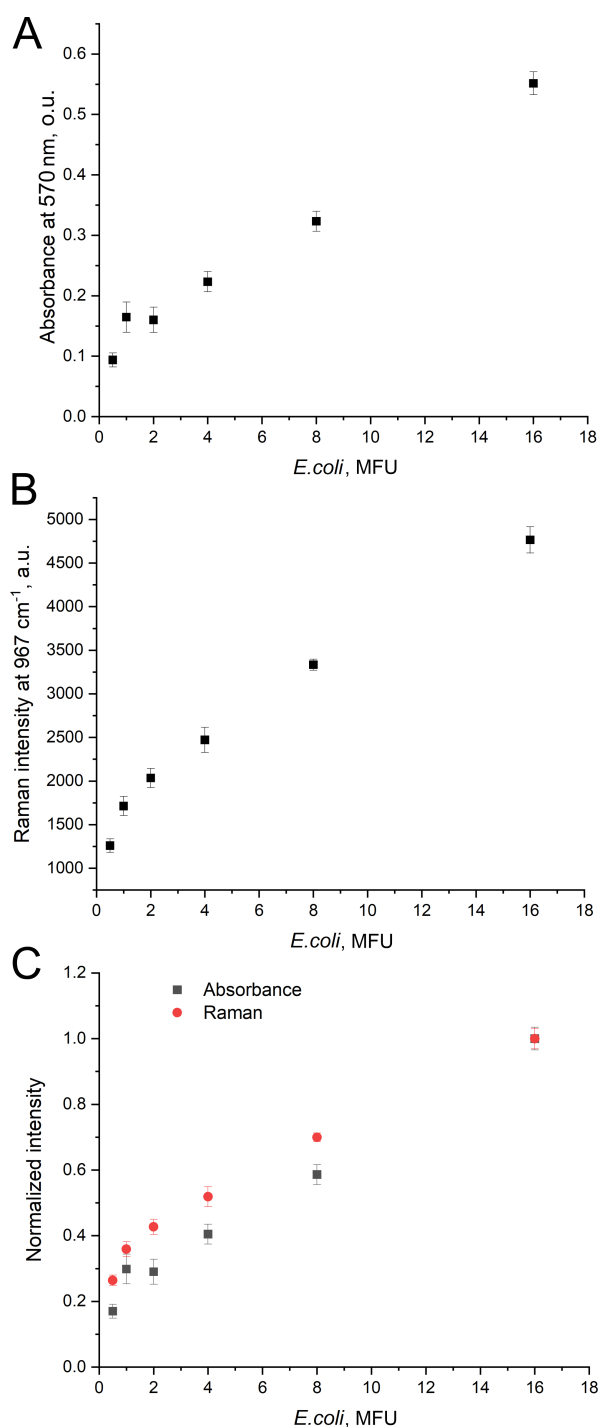 A
Absorbance at 570 nm, o.u.
0.6
0.5
0.4
0.3
0.2
0.1
0.0
0 2 4 6 8 10 12 14 16 18
E.coli, MFU
B
Raman intensity at 967 cm⁻¹, a.u.
5000
4500
4000
3500
3000
2500
2000
1500
1000
0 2 4 6 8 10 12 14 16 18
E.coli, MFU
C
Absorbance
Raman
Normalized intensity
1.2
1.0
0.8
0.6
0.4
0.2
0.0
0 2 4 6 8 10 12 14 16 18
E.coli, MFU